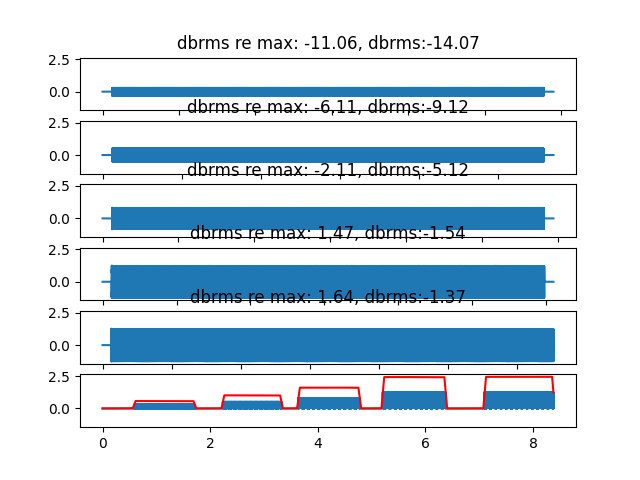 dbrms re max: -11.06, dbrms:-14.07
2.5
0.0
dbrms re max: -6.11, dbrms:-9.12
2.5
0.0
dbrms re max: -2.11, dbrms:-5.12
2.5
0.0
dbrms re max: 1.47, dbrms:-1.54
2.5
0.0
dbrms re max: 1.64, dbrms:-1.37
2.5
0.0
2.5
0.0
0 2 4 6 8